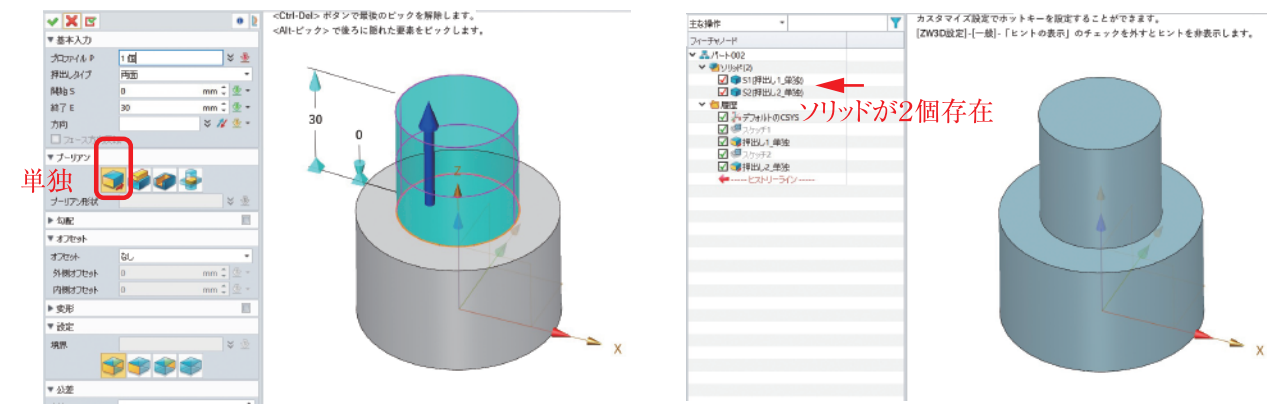 <Ctrl-Del> ボタンで最後のピックを解除します。
<Alt-ピック> で後ろに隠れた要素をピックします。
▼基本入力
プロファイル P 1 個
押出しタイプ 片面
開始 S 0 mm
終了 E 30 mm
方向
▼ブーリアン
単独
ブーリアン形状
▶勾配
▼オフセット
オフセット なし
外側オフセット 0 mm
内側オフセット 0 mm
▶変形
▼設定
境界
▼公差
30
0
Z
X
主な操作
カスタマイズ設定でホットキーを設定することができます。
[ZW3D設定]-[一般]-「ヒントの表示」のチェックを外すとヒントを非表示します。
フィーチャノード
パート002
ソリッド(2)
S1(押出し1_単独)
S2(押出し2_単独)
ソリッドが2個存在
履歴
デフォルトのCSYS
スケッチ1
押出し1_単独
スケッチ2
押出し2_単独
-----ヒストリーライン-----
X